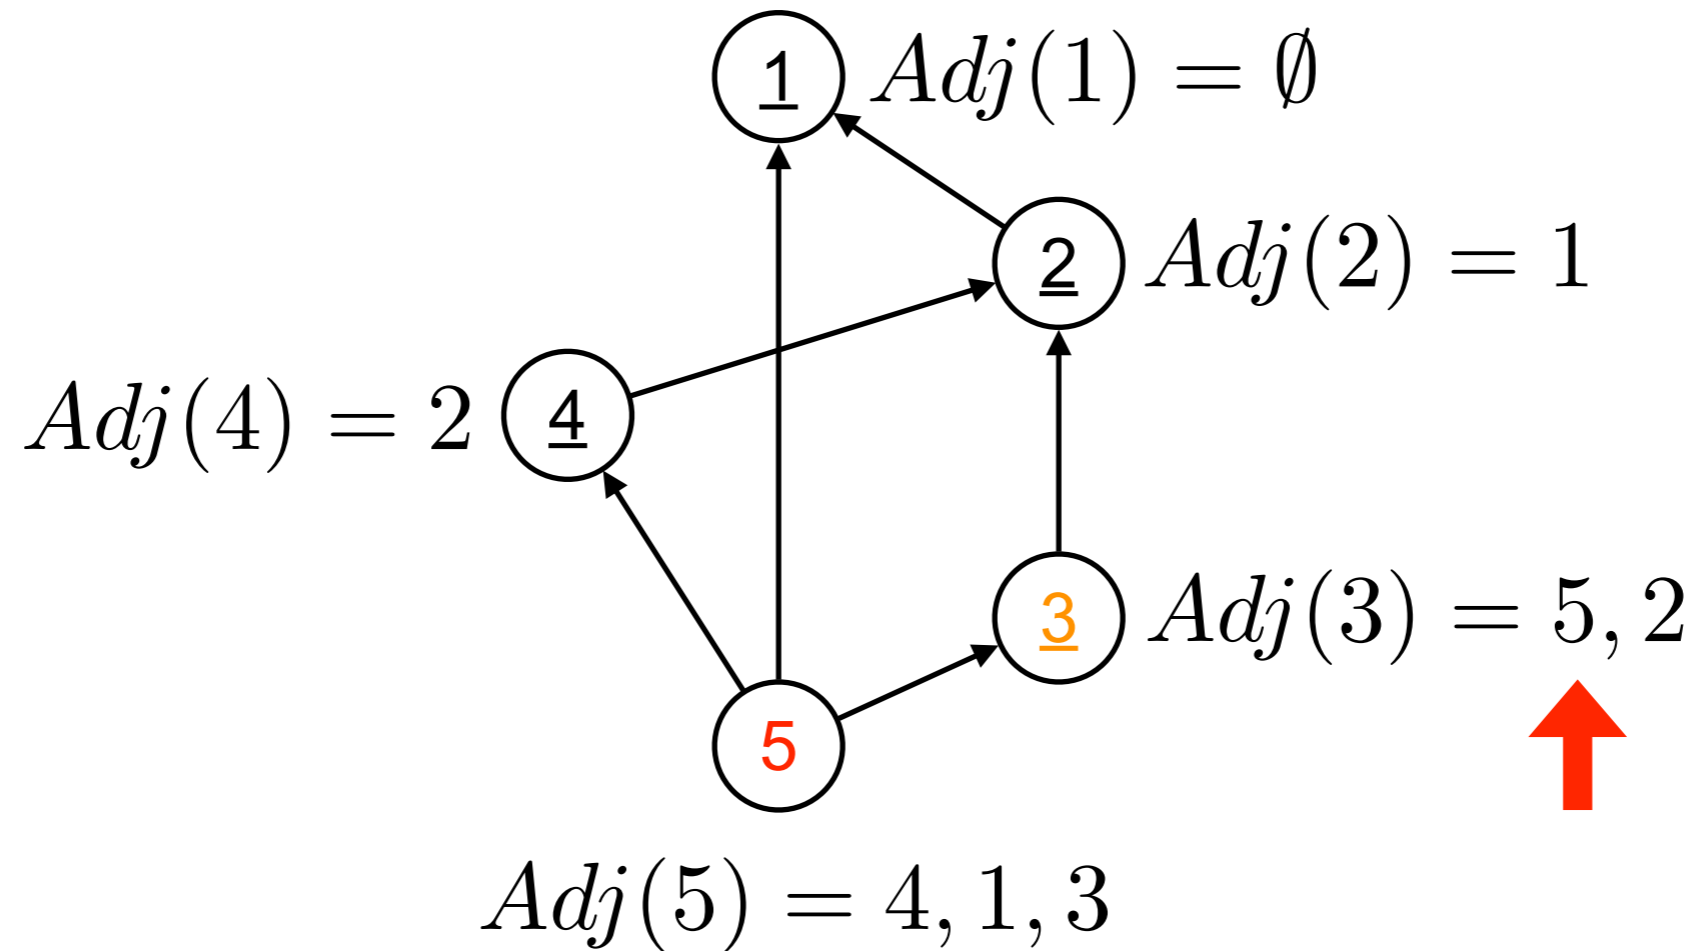 1 Adj(1) = ∅
2 Adj(2) = 1
Adj(4) = 2 4
3 Adj(3) = 5, 2
5
Adj(5) = 4, 1, 3